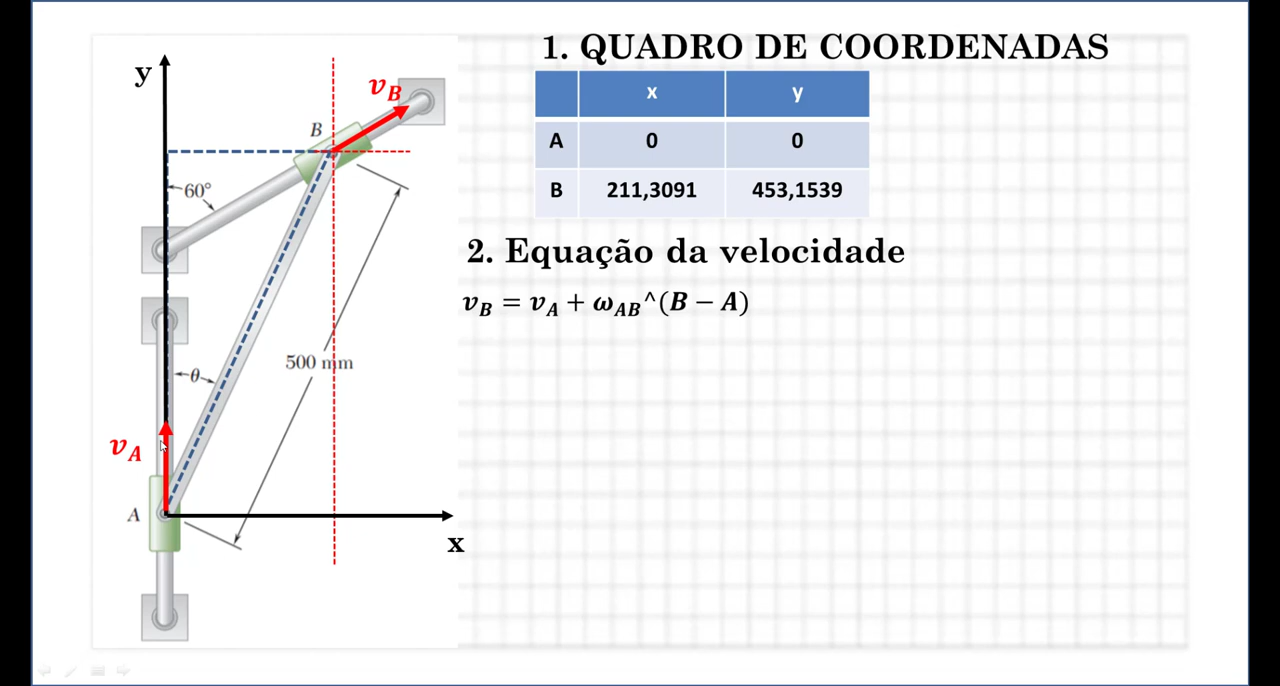 1. QUADRO DE COORDENADAS
x y
A 0 0
B 211,3091 453,1539
2. Equação da velocidade
v_B = v_A + ω_AB^(B − A)
y
v_B
B
60°
500 mm
θ
v_A
A
x